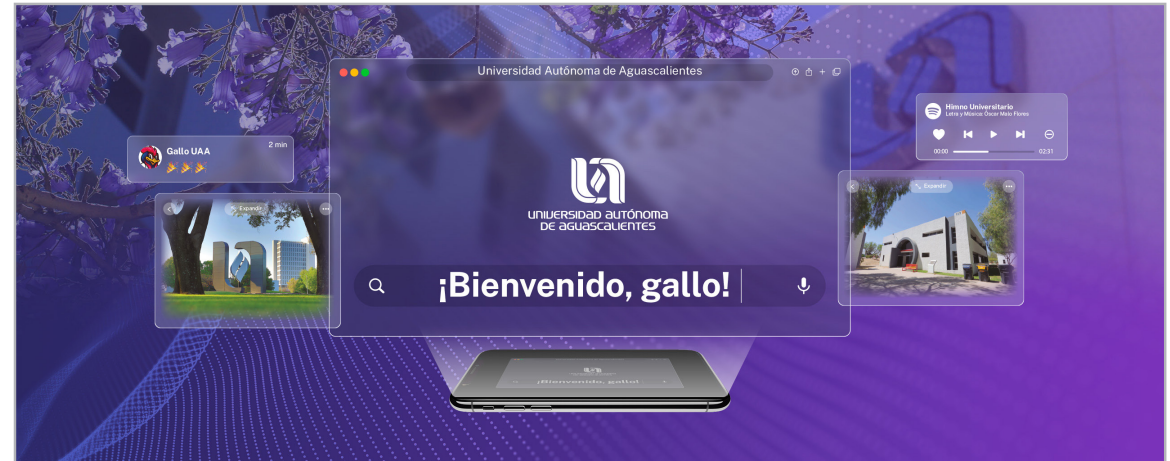 Universidad Autónoma de Aguascalientes
Gallo UAA
2 min
Expandir
UNIVERSIDAD AUTÓNOMA
DE AGUASCALIENTES
¡Bienvenido, gallo!
Himno Universitario
Letra y Música: Óscar Malo Flores
00:00
02:31
Expandir
¡Bienvenido, gallo!